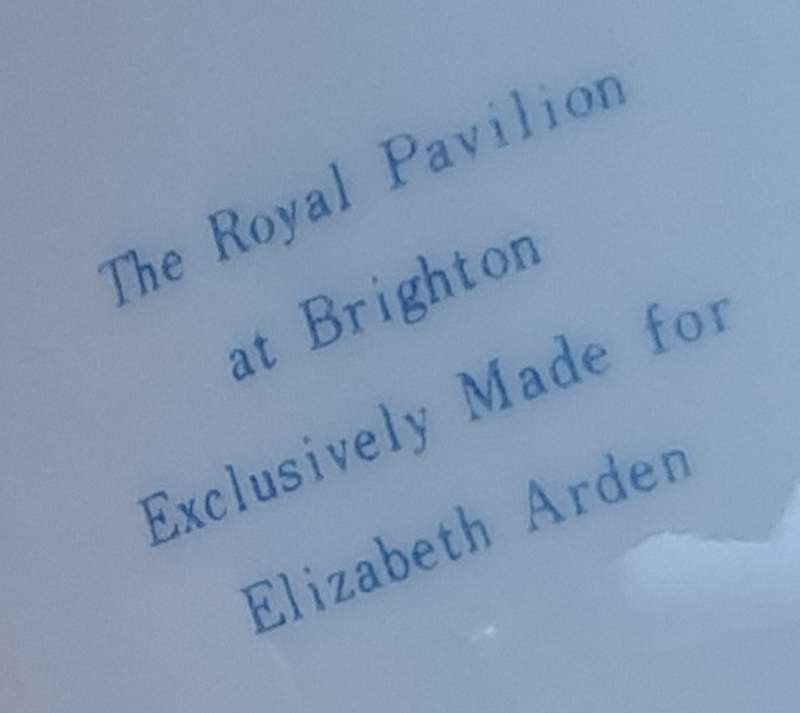 The Royal Pavilion
at Brighton
Exclusively Made for
Elizabeth Arden